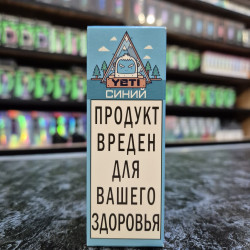 YETI
СИНИЙ
ПРОДУКТ
ВРЕДЕН
ДЛЯ
ВАШЕГО
ЗДОРОВЬЯ